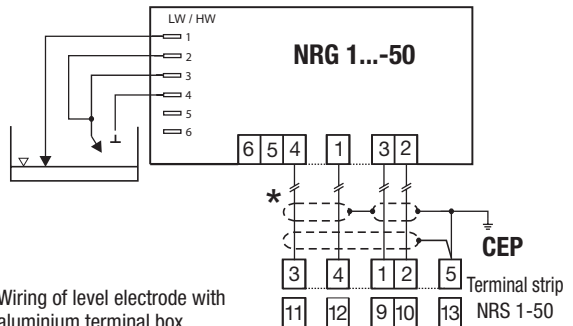 LW / HW
1
2
3
4
5
6
NRG 1...-50
6 5 4 1 3 2
*
CEP
3 4 1 2 5 Terminal strip
11 12 9 10 13 NRS 1-50
Wiring of level electrode with
aluminium terminal box